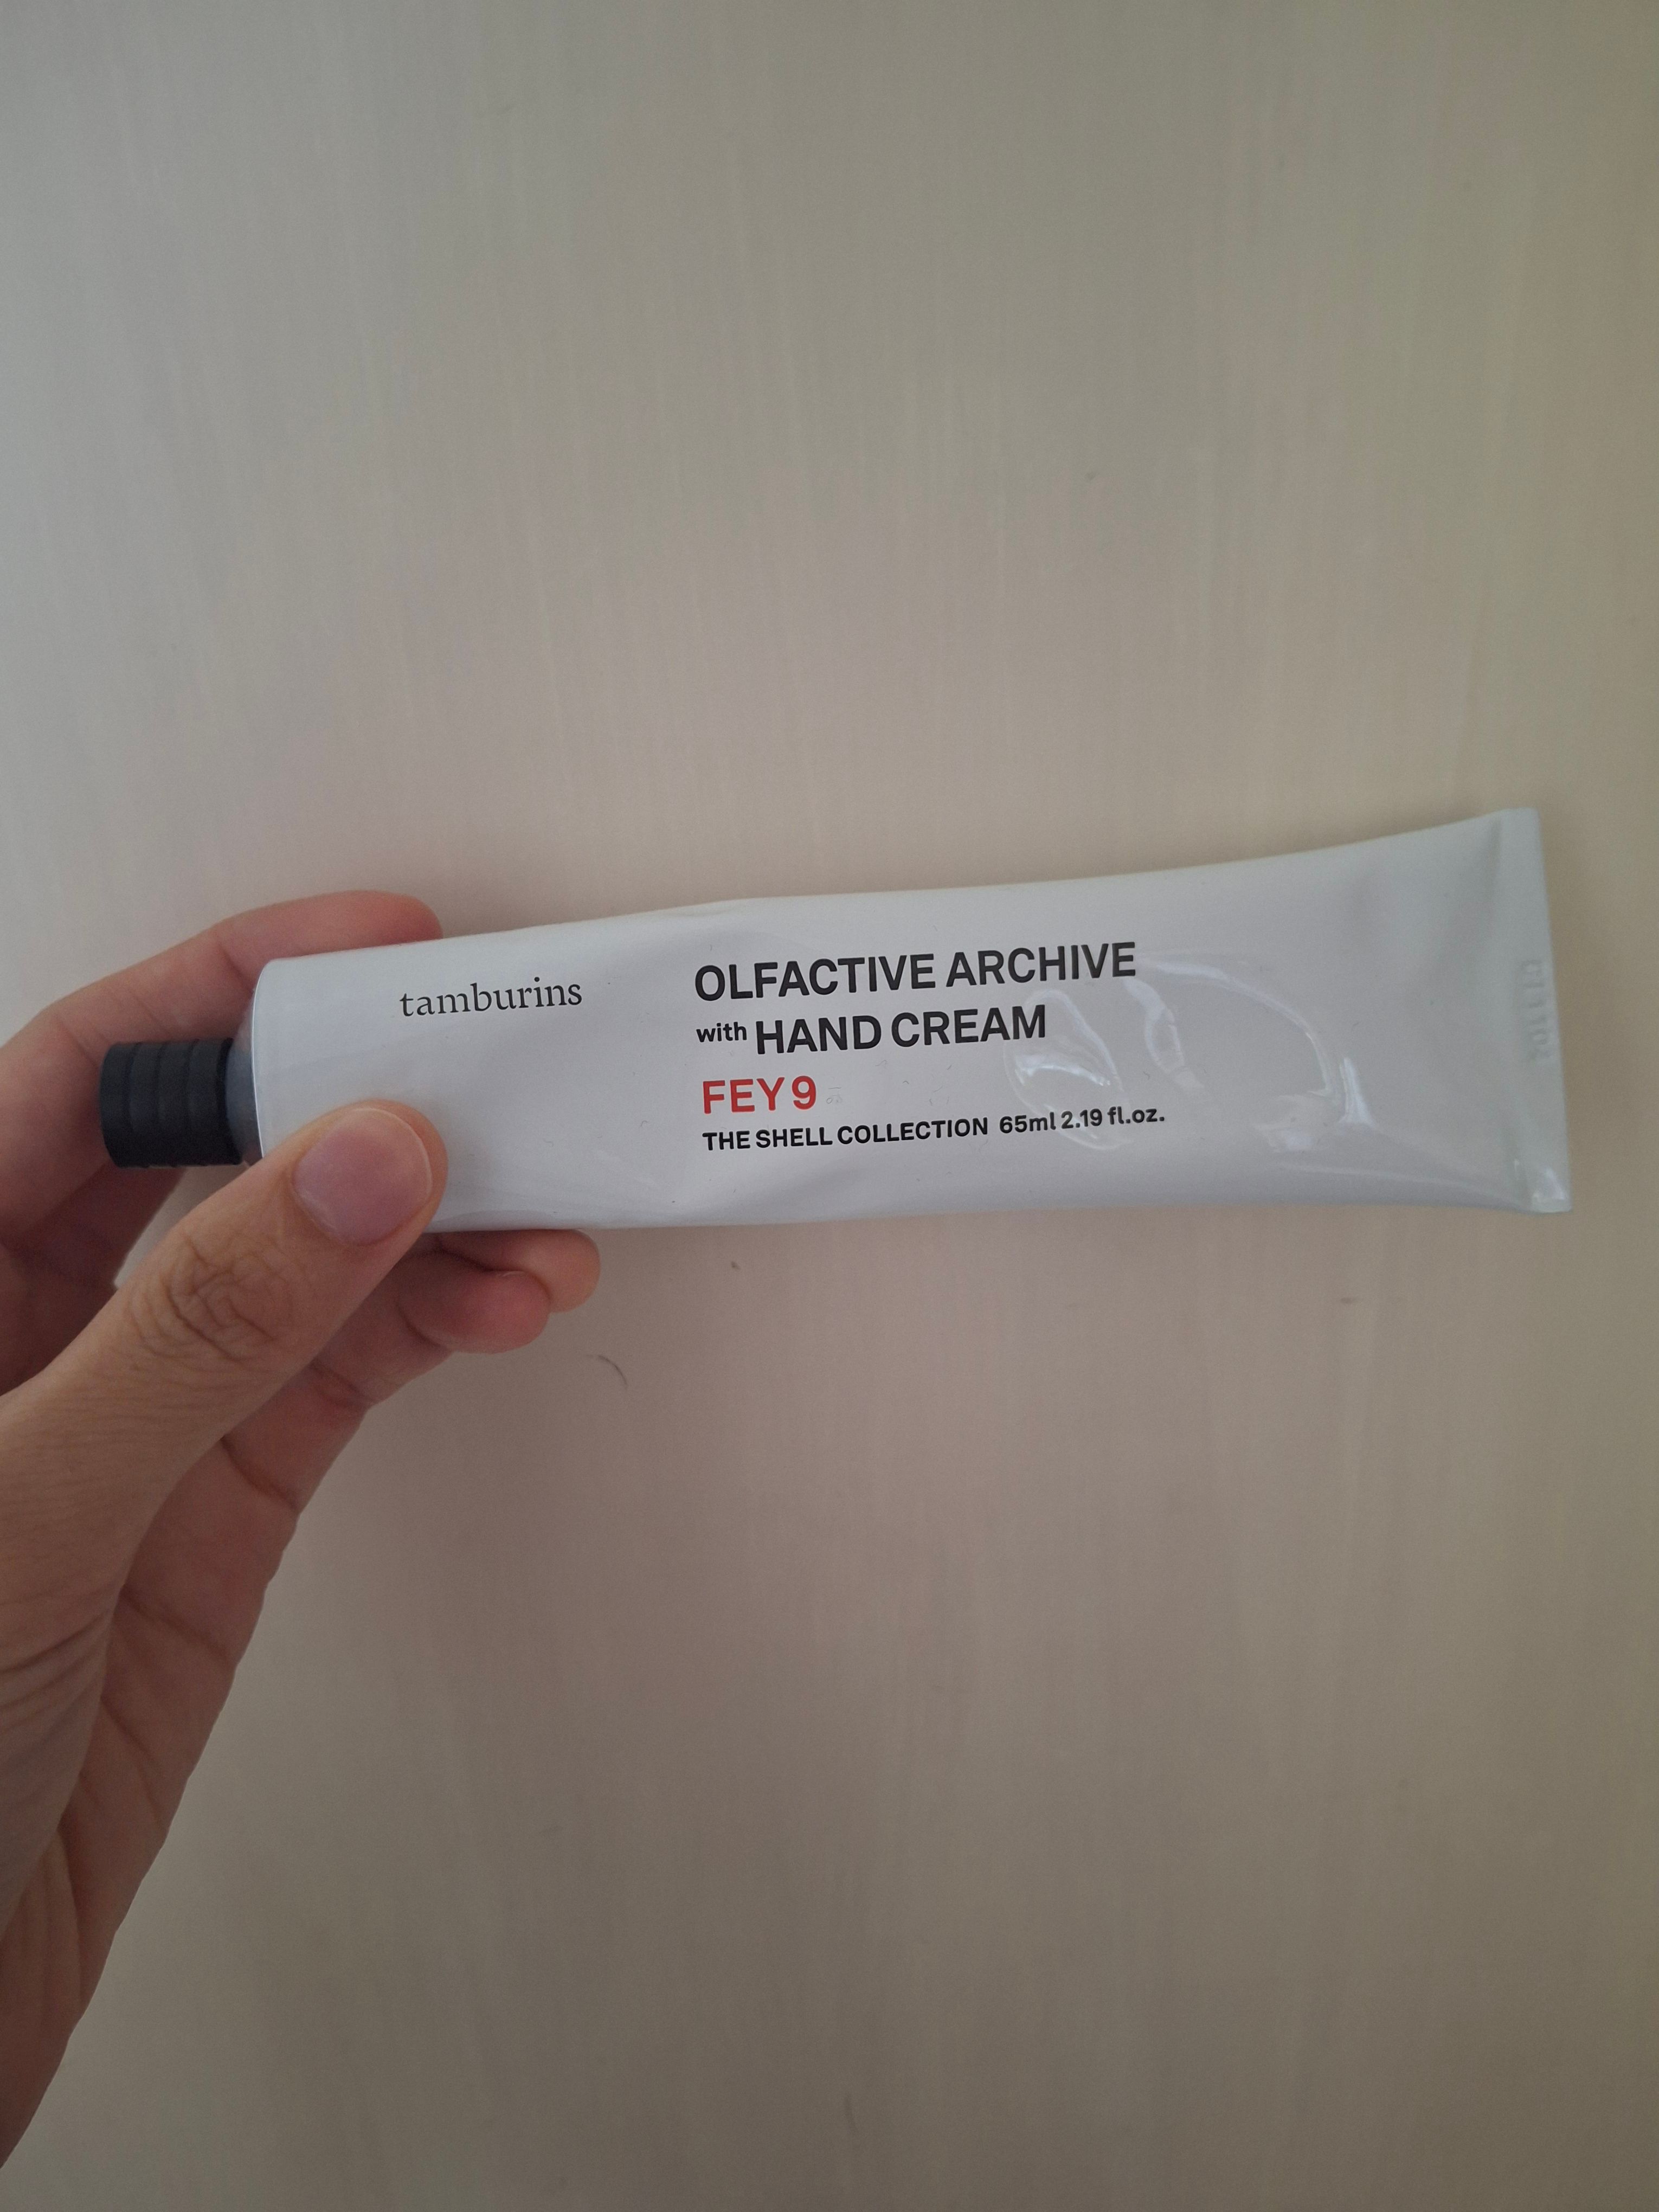 tamburins
OLFACTIVE ARCHIVE
with HAND CREAM
FEY9
THE SHELL COLLECTION 65ml 2.19 fl.oz.